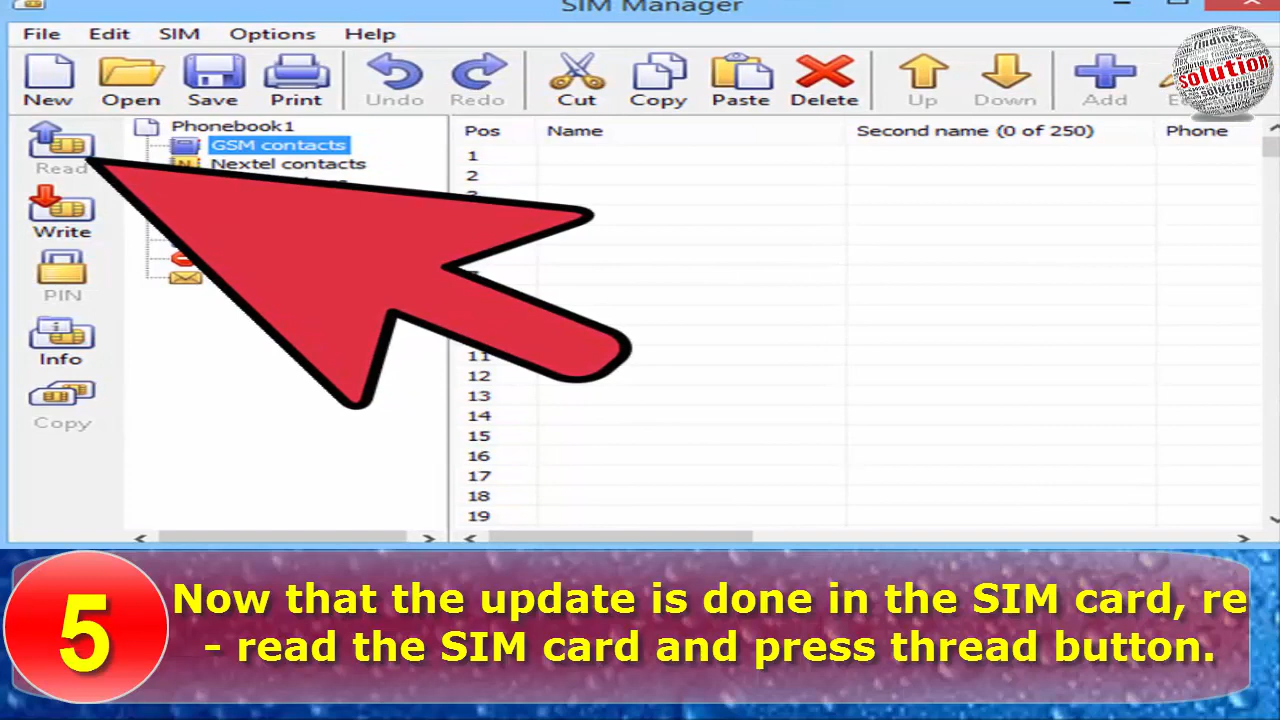 SIM Manager
File Edit SIM Options Help
New Open Save Print Undo Redo Cut Copy Paste Delete Up Down Add
finding
solution
solutions
Read
Write
PIN
Info
Copy
Phonebook1
GSM contacts
Nextel contacts
Pos Name Second name (0 of 250) Phone
1
2
11
12
13
14
15
16
17
18
19
5
Now that the update is done in the SIM card, re
- read the SIM card and press thread button.